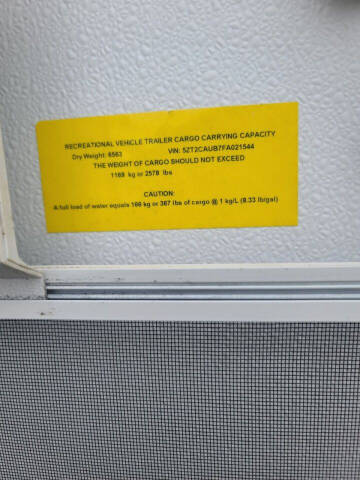 RECREATIONAL VEHICLE TRAILER CARGO CARRYING CAPACITY
Dry Weight: 6563 VIN: 5ZT2CAUB7FA021544
THE WEIGHT OF CARGO SHOULD NOT EXCEED
1169 kg or 2578 lbs
CAUTION:
A full load of water equals 166 kg or 367 lbs of cargo @ 1 kg/L (8.33 lb/gal)